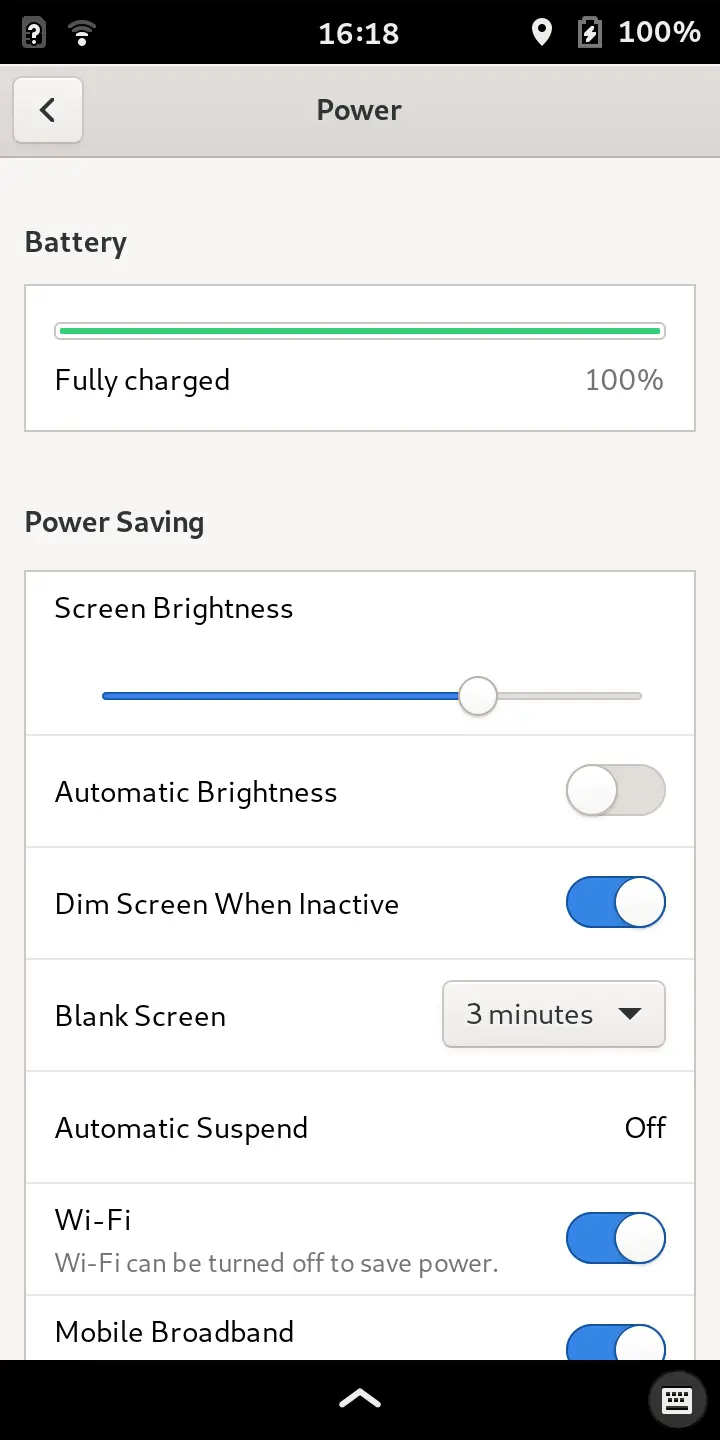 16:18 100%
Power
Battery
Fully charged 100%
Power Saving
Screen Brightness
Automatic Brightness
Dim Screen When Inactive
Blank Screen 3 minutes
Automatic Suspend Off
Wi-Fi
Wi-Fi can be turned off to save power.
Mobile Broadband